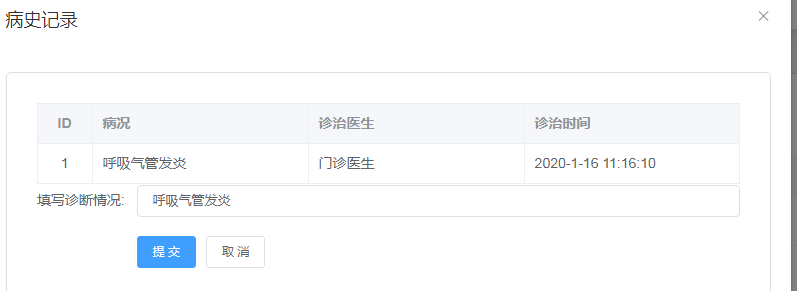 病史记录
ID 病况 诊治医生 诊治时间
1 呼吸气管发炎 门诊医生 2020-1-16 11:16:10
填写诊断情况: 呼吸气管发炎
提交 取消